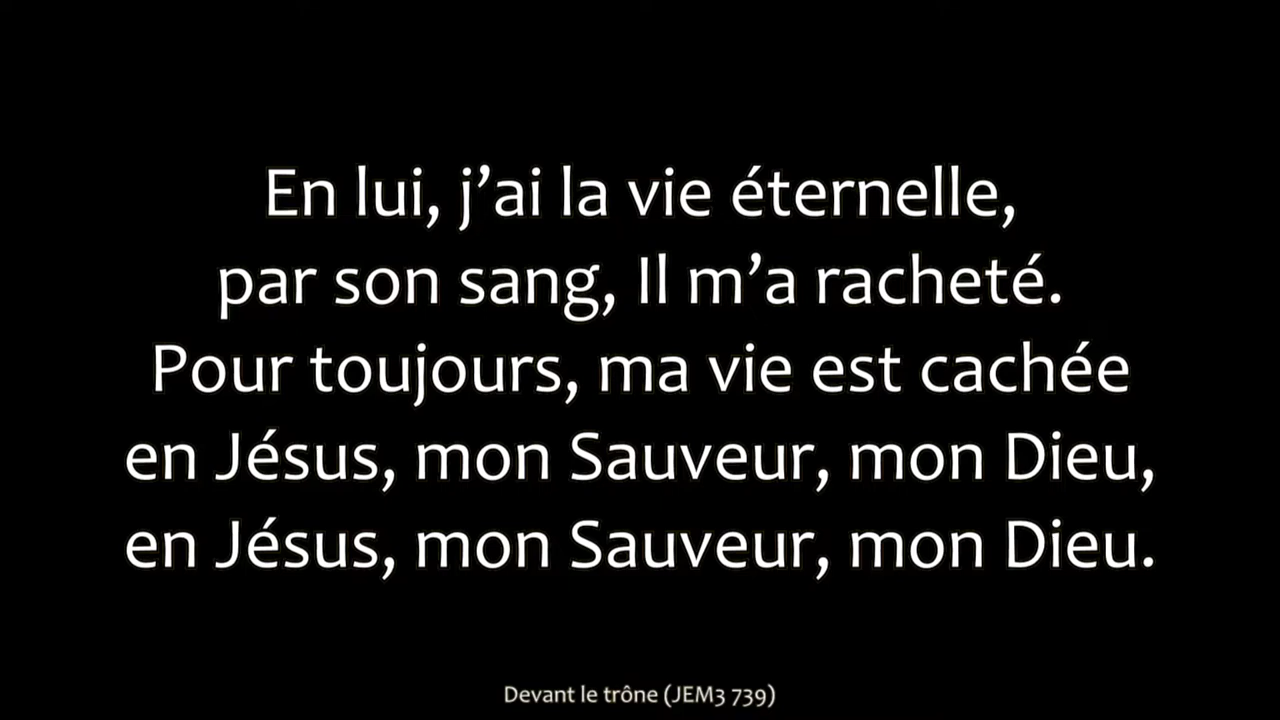 En lui, j’ai la vie éternelle,
par son sang, Il m’a racheté.
Pour toujours, ma vie est cachée
en Jésus, mon Sauveur, mon Dieu,
en Jésus, mon Sauveur, mon Dieu.
Devant le trône (JEM3 739)